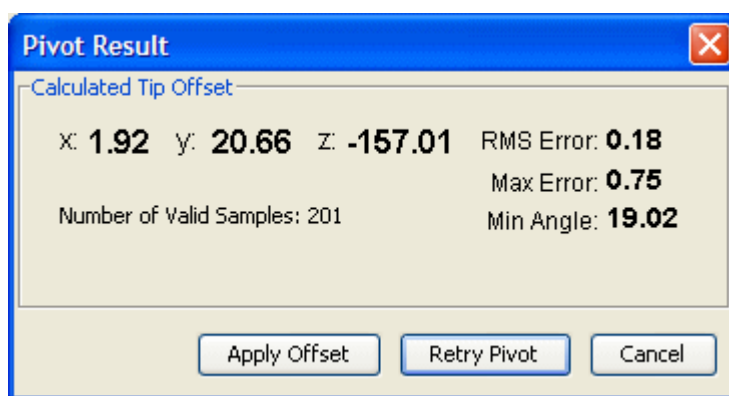 Pivot Result
Calculated Tip Offset
x: 1.92 y: 20.66 z: -157.01 RMS Error: 0.18
Max Error: 0.75
Number of Valid Samples: 201 Min Angle: 19.02
Apply Offset Retry Pivot Cancel